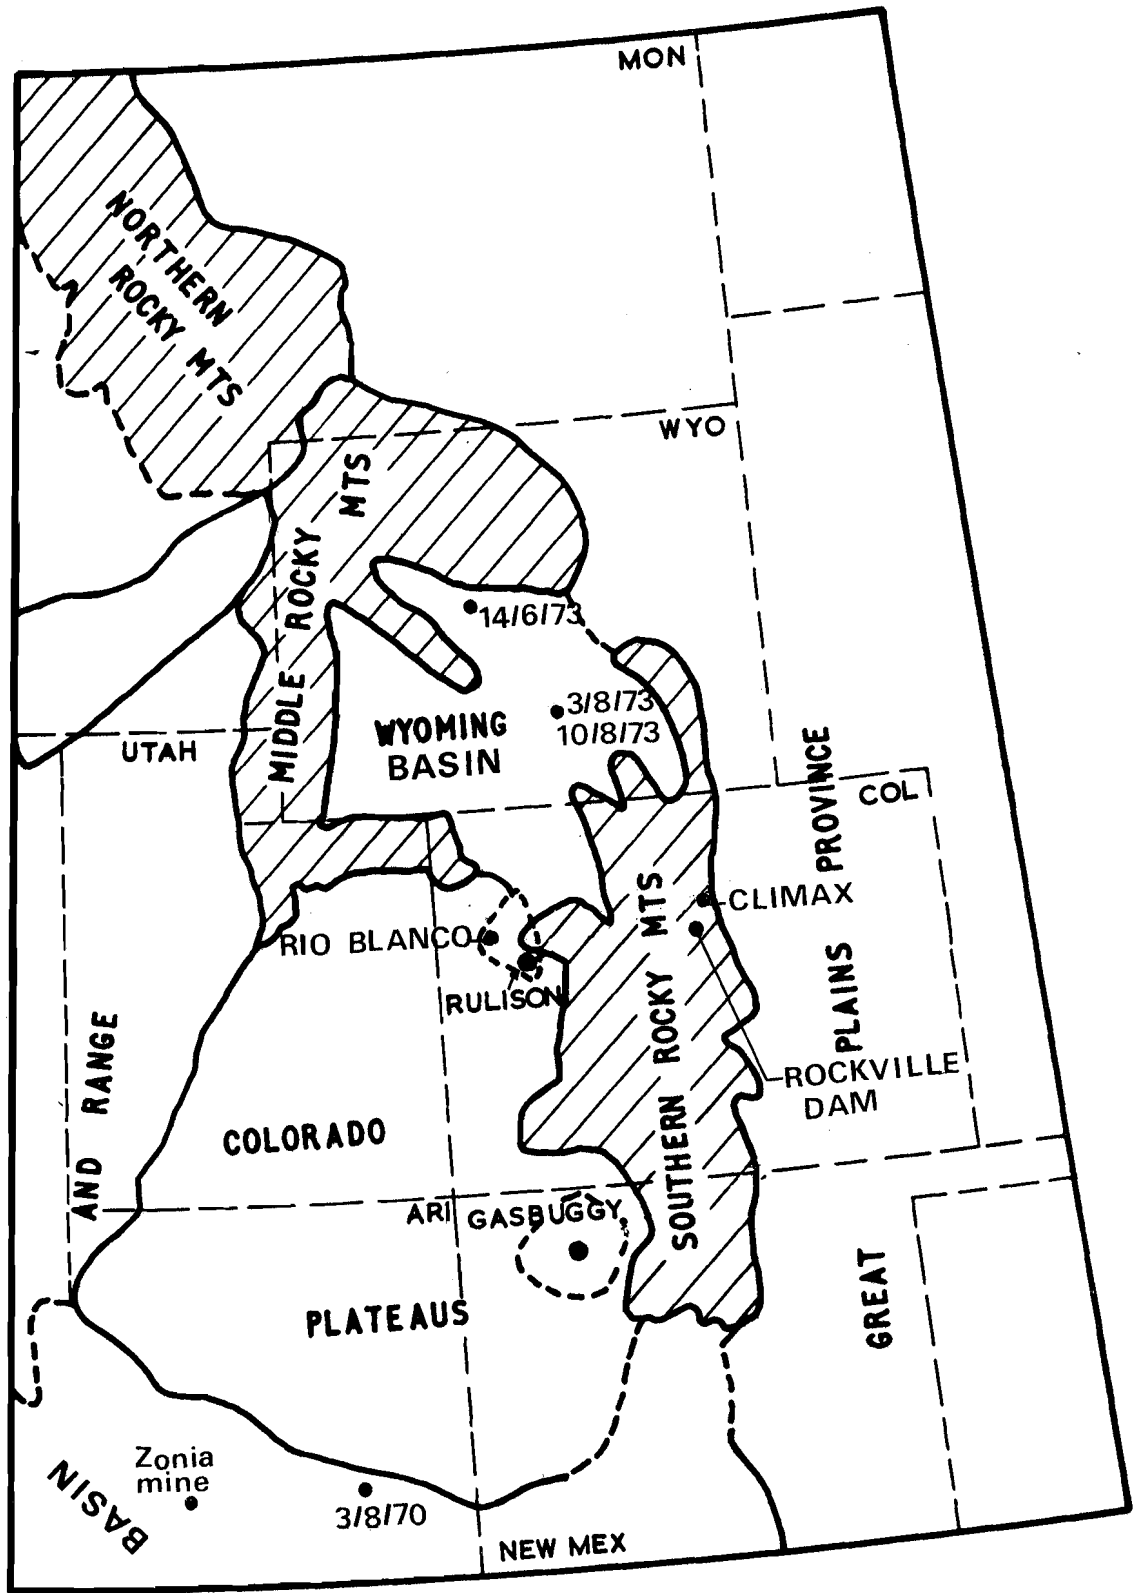 MON
NORTHERN
ROCKY MTS
WYO
MIDDLE ROCKY MTS
14/6/73
3/8/73
10/8/73
WYOMING
BASIN
UTAH
COL
GREAT PLAINS PROVINCE
CLIMAX
RIO BLANCO
RULISON
SOUTHERN ROCKY MTS
ROCKVILLE
DAM
COLORADO
PLATEAUS
ARI
GASBUGGY
BASIN AND RANGE
Zonia
mine
3/8/70
NEW MEX